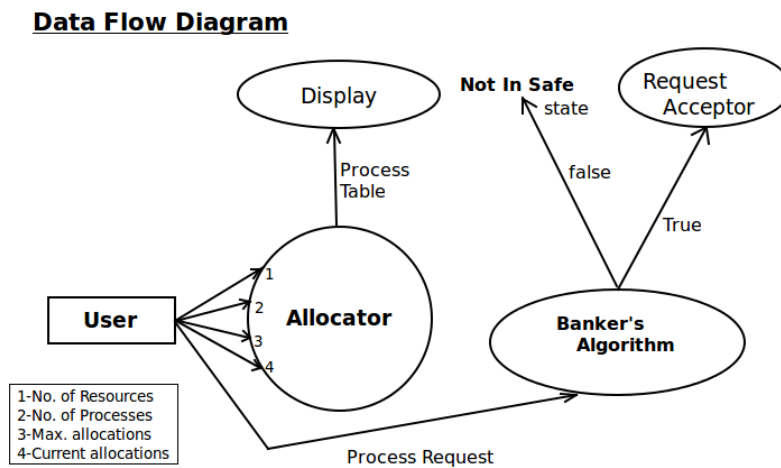 Data Flow Diagram
Display
Not In Safe
state
Request
Acceptor
Process
Table
false
True
1
2
3
4
User
Allocator
Banker's
Algorithm
1-No. of Resources
2-No. of Processes
3-Max. allocations
4-Current allocations
Process Request